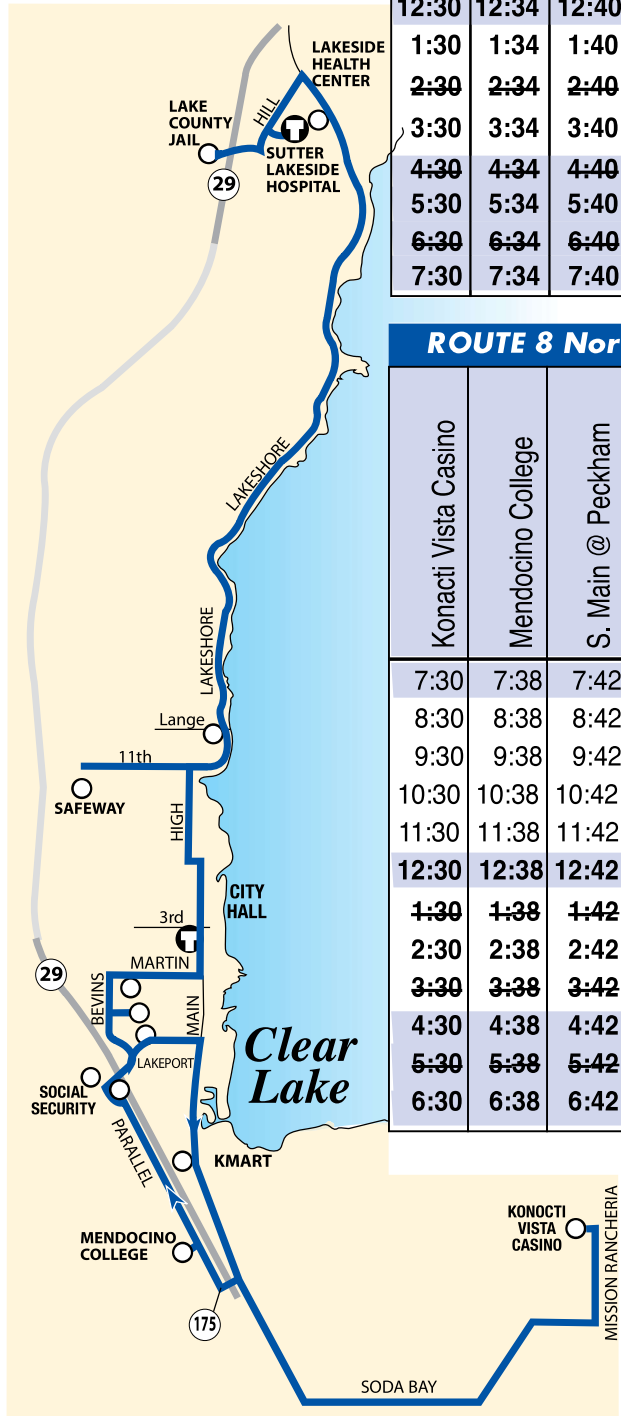 12:30 12:34 12:40
1:30 1:34 1:40
2:30 2:34 2:40
3:30 3:34 3:40
4:30 4:34 4:40
5:30 5:34 5:40
6:30 6:34 6:40
7:30 7:34 7:40
ROUTE 8 Nor
Konacti Vista Casino
Mendocino College
S. Main @ Peckham
7:30 7:38 7:42
8:30 8:38 8:42
9:30 9:38 9:42
10:30 10:38 10:42
11:30 11:38 11:42
12:30 12:38 12:42
1:30 1:38 1:42
2:30 2:38 2:42
3:30 3:38 3:42
4:30 4:38 4:42
5:30 5:38 5:42
6:30 6:38 6:42
LAKESIDE
HEALTH
CENTER
LAKE
COUNTY
JAIL
HILL
T
SUTTER
LAKESIDE
HOSPITAL
29
LAKESHORE
LAKESHORE
Lange
11th
SAFEWAY
HIGH
CITY
HALL
3rd
T
MARTIN
29
BEVINS
MAIN
LAKEPORT
Clear
Lake
SOCIAL
SECURITY
PARALLEL
KMART
MENDOCINO
COLLEGE
175
KONOCTI
VISTA
CASINO
MISSION RANCHERIA
SODA BAY